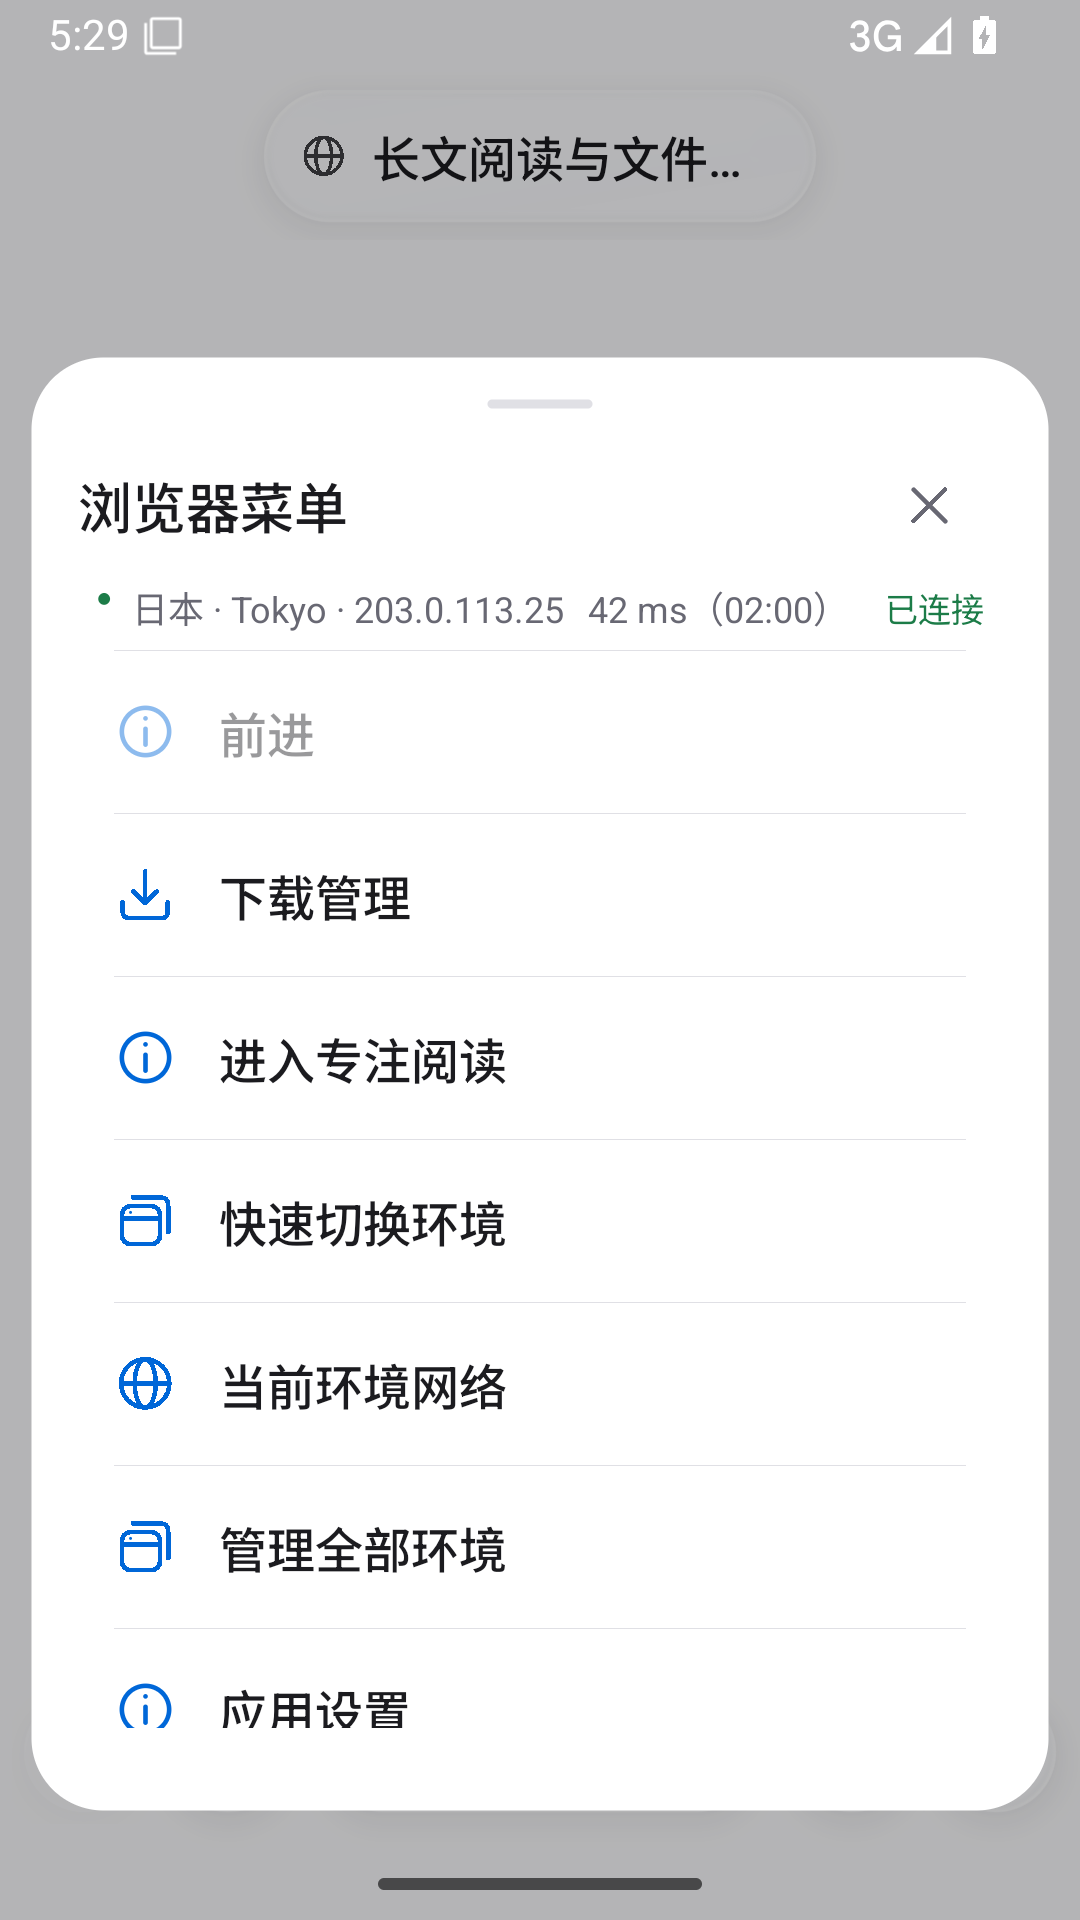 5:29 3G
长文阅读与文件...
浏览器菜单
日本 · Tokyo · 203.0.113.25 42 ms（02:00） 已连接
前进
下载管理
进入专注阅读
快速切换环境
当前环境网络
管理全部环境
应用设置